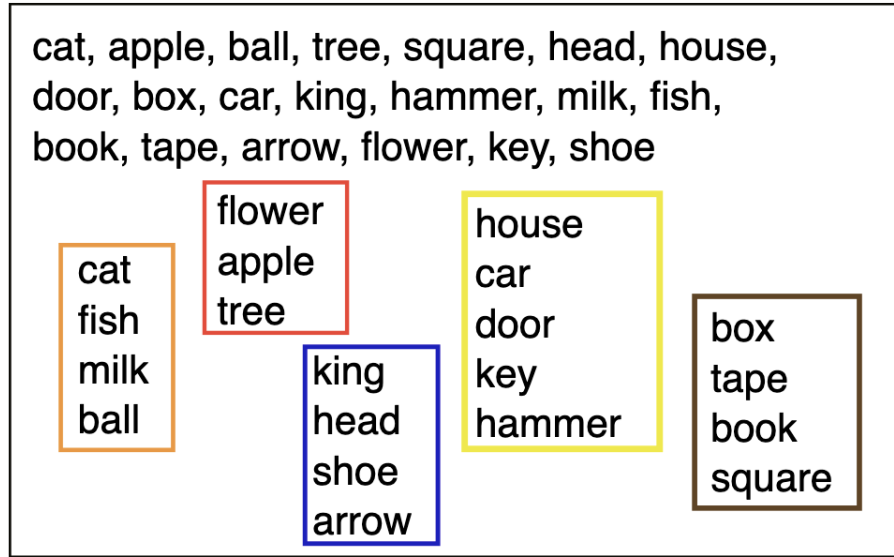 cat, apple, ball, tree, square, head, house,
door, box, car, king, hammer, milk, fish,
book, tape, arrow, flower, key, shoe
cat
fish
milk
ball
flower
apple
tree
king
head
shoe
arrow
house
car
door
key
hammer
box
tape
book
square